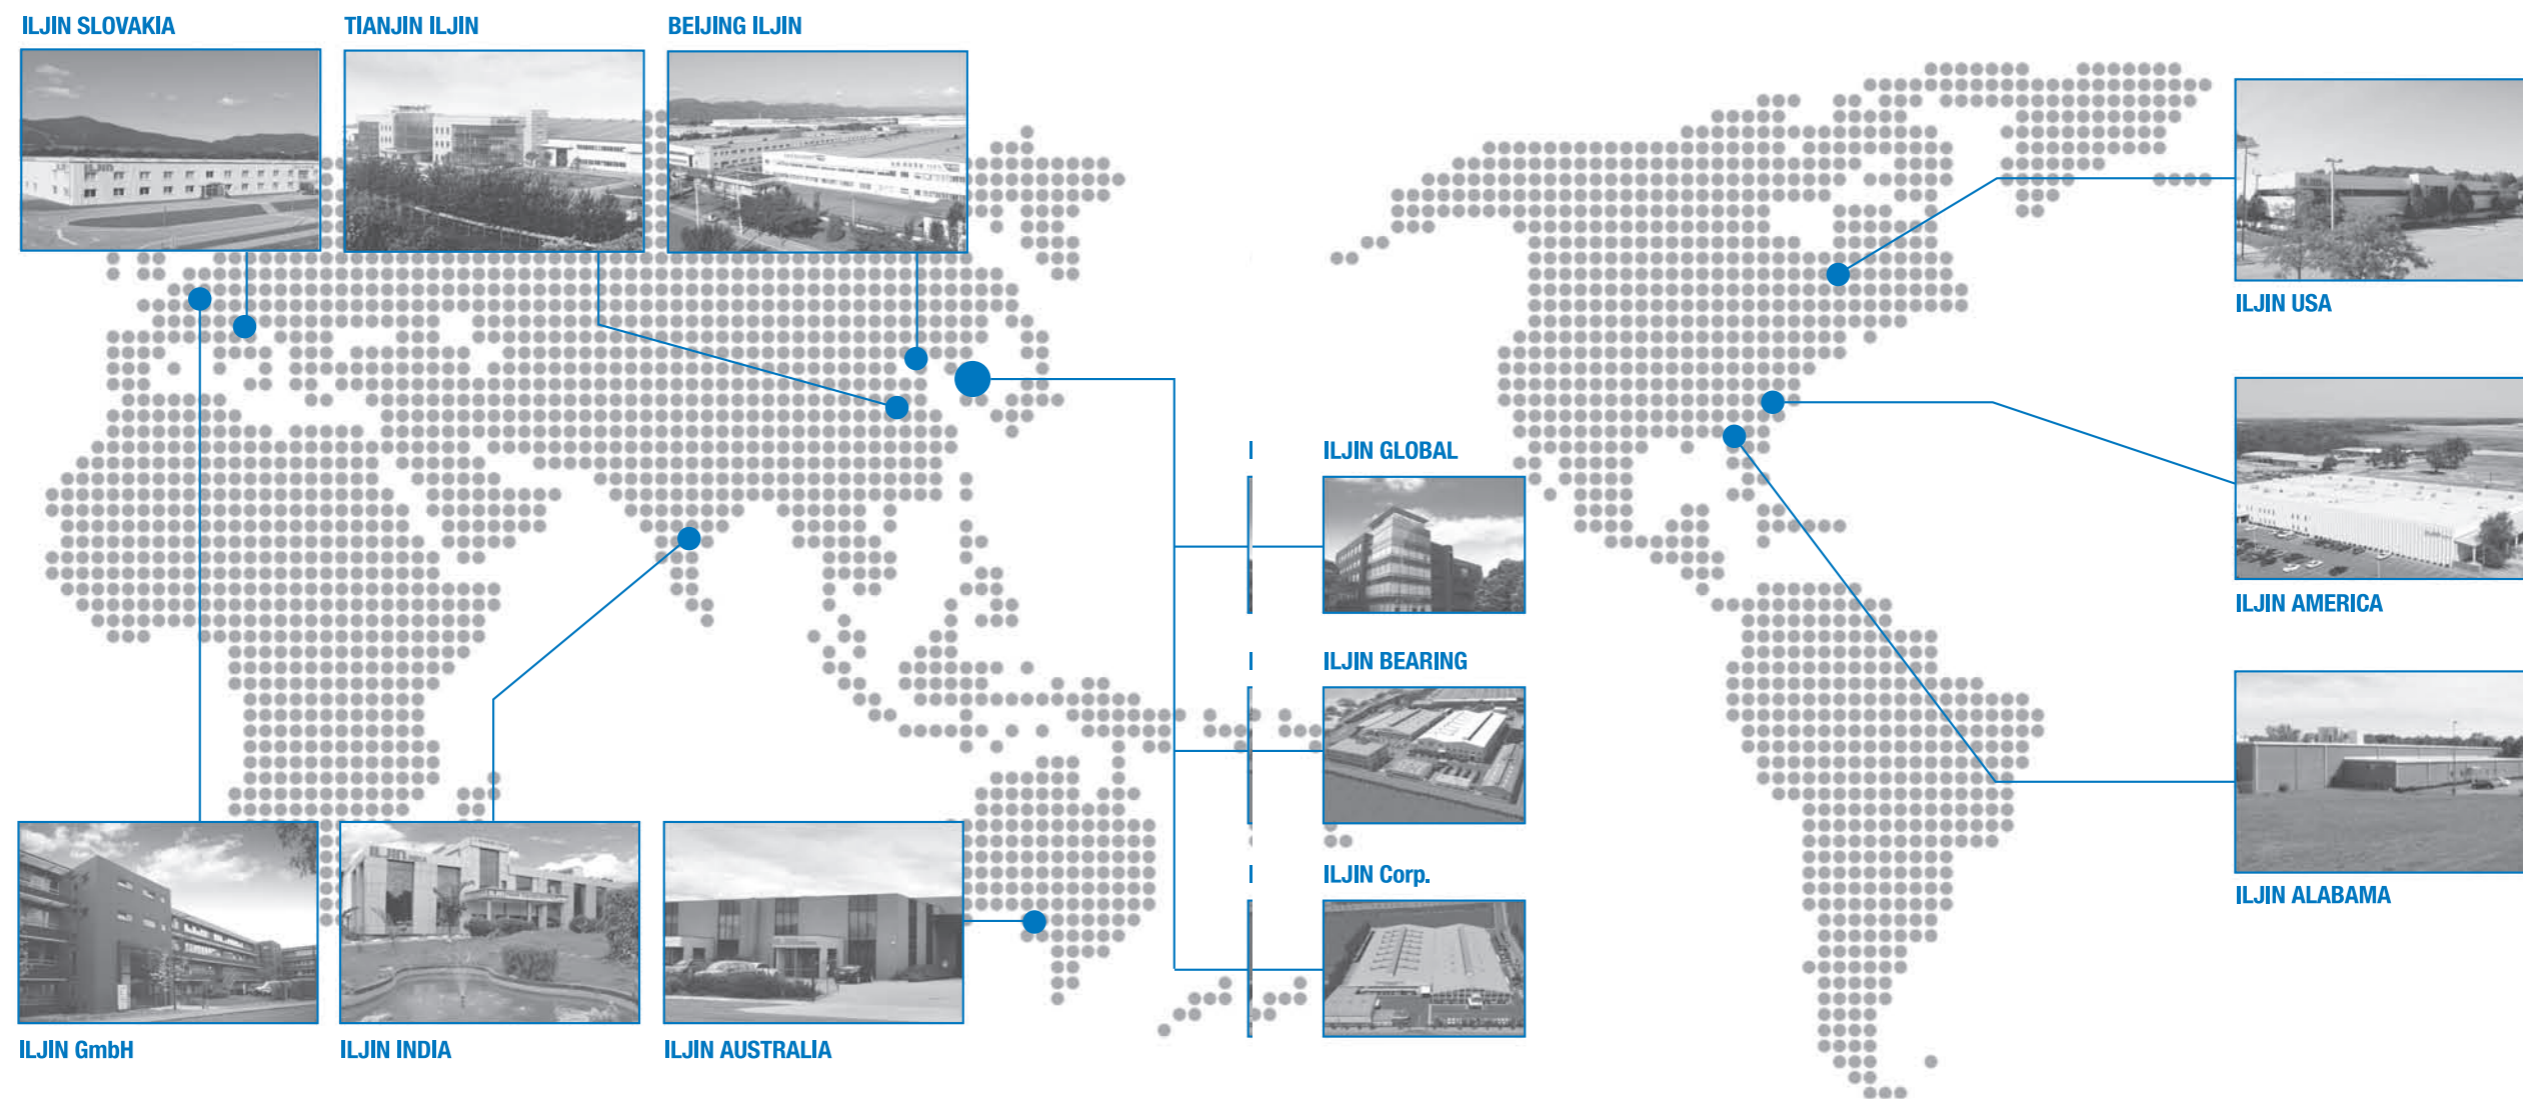 ILJIN SLOVAKIA
TIANJIN ILJIN
BEIJING ILJIN
ILJIN USA
ILJIN GLOBAL
ILJIN AMERICA
ILJIN BEARING
ILJIN Corp.
ILJIN ALABAMA
ILJIN GmbH
ILJIN INDIA
ILJIN AUSTRALIA